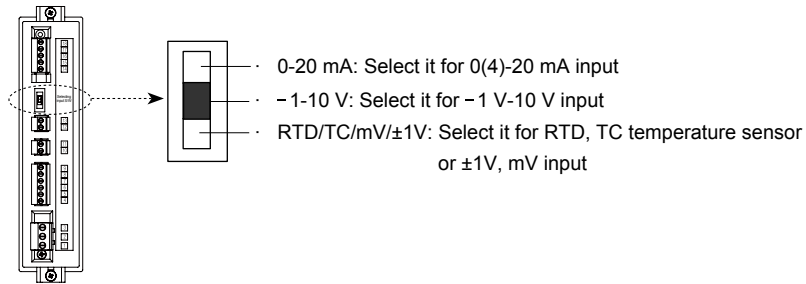 · 0-20 mA: Select it for 0(4)-20 mA input
· −1-10 V: Select it for −1 V-10 V input
· RTD/TC/mV/±1V: Select it for RTD, TC temperature sensor
or ±1V, mV input